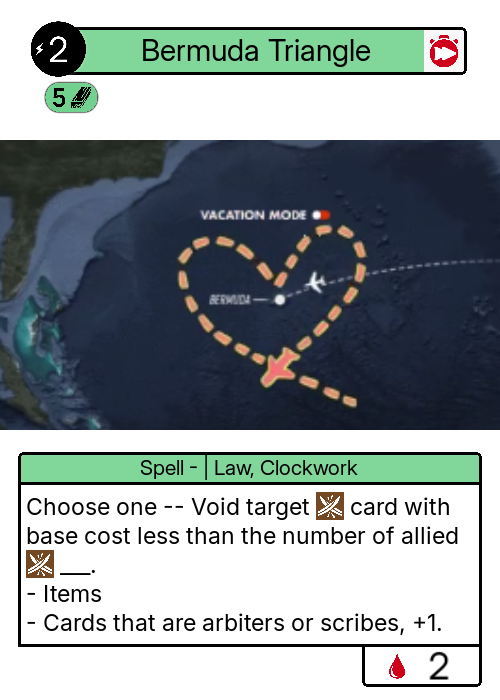 2
Bermuda Triangle
5
VACATION MODE
BERMUDA
Spell - | Law, Clockwork
Choose one -- Void target card with
base cost less than the number of allied
___.
- Items
- Cards that are arbiters or scribes, +1.
2